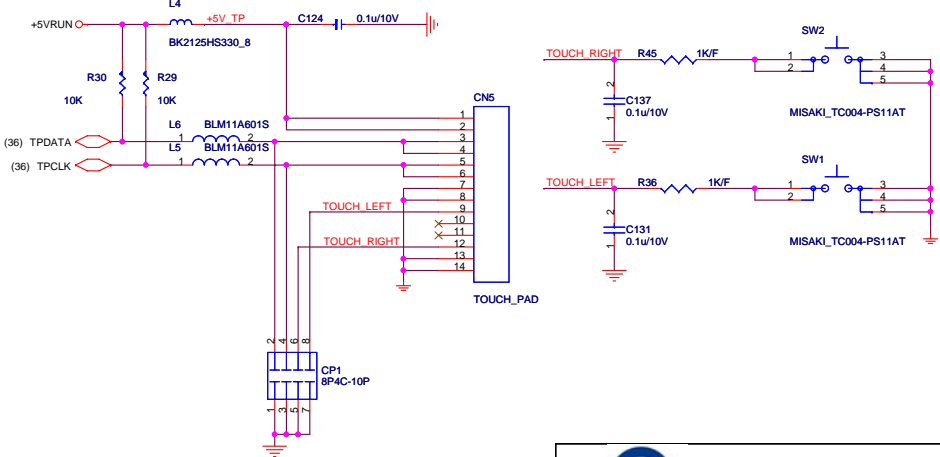 L4
+5VRUN
+5V_TP
C124
0.1u/10V
BK2125HS330_8
R30
R29
10K
10K
L6
BLM11A601S
(36) TPDATA
1
2
L5
BLM11A601S
(36) TPCLK
1
2
CN5
1
2
3
4
5
6
7
8
9
10
11
12
13
14
TOUCH_LEFT
TOUCH_RIGHT
TOUCH_PAD
2
4
6
8
CP1
8P4C-10P
1
3
5
7
TOUCH_RIGHT
R45
1K/F
SW2
1
2
3
4
5
2
C137
0.1u/10V
1
MISAKI_TC004-PS11AT
TOUCH_LEFT
R36
1K/F
SW1
1
2
3
4
5
2
C131
0.1u/10V
1
MISAKI_TC004-PS11AT